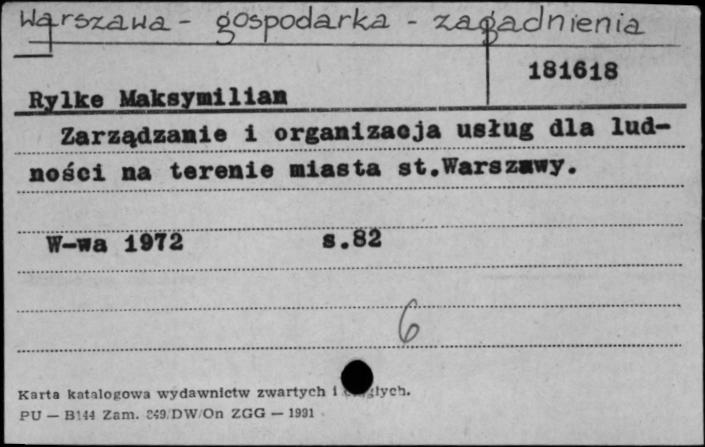 Warszawa - gospodarka - zagadnienia
181618
Rylke Maksymilian
Zarządzanie i organizacja usług dla lud-
ności na terenie miasta st.Warszawy.
W-wa 1972 s.82
6
Karta katalogowa wydawnictw zwartych i
PU — B144 Zam. 249/DW/On ZGG — 1991